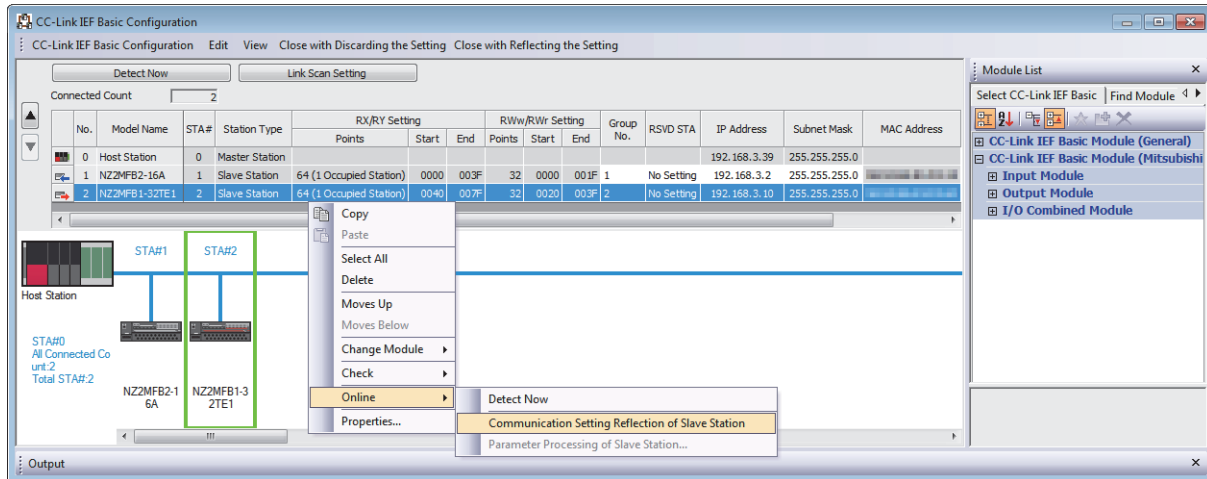 CC-Link IEF Basic Configuration
CC-Link IEF Basic Configuration Edit View Close with Discarding the Setting Close with Reflecting the Setting
Detect Now Link Scan Setting
Connected Count 2
No. Model Name STA# Station Type RX/RY Setting RWw/RWr Setting Group No. RSVD STA IP Address Subnet Mask MAC Address
Points Start End Points Start End
0 Host Station 0 Master Station 192.168.3.39 255.255.255.0
1 NZ2MFB2-16A 1 Slave Station 64 (1 Occupied Station) 0000 003F 32 0000 001F 1 No Setting 192.168.3.2 255.255.255.0
2 NZ2MFB1-32TE1 2 Slave Station 64 (1 Occupied Station) 0040 007F 32 0020 003F 2 No Setting 192.168.3.10 255.255.255.0
STA#1 STA#2
Host Station
STA#0
All Connected Co
unt:2
Total STA#:2
NZ2MFB2-1
6A
NZ2MFB1-3
2TE1
Copy
Paste
Select All
Delete
Moves Up
Moves Below
Change Module
Check
Online
Properties...
Detect Now
Communication Setting Reflection of Slave Station
Parameter Processing of Slave Station...
Module List
Select CC-Link IEF Basic Find Module
CC-Link IEF Basic Module (General)
CC-Link IEF Basic Module (Mitsubishi
Input Module
Output Module
I/O Combined Module
Output